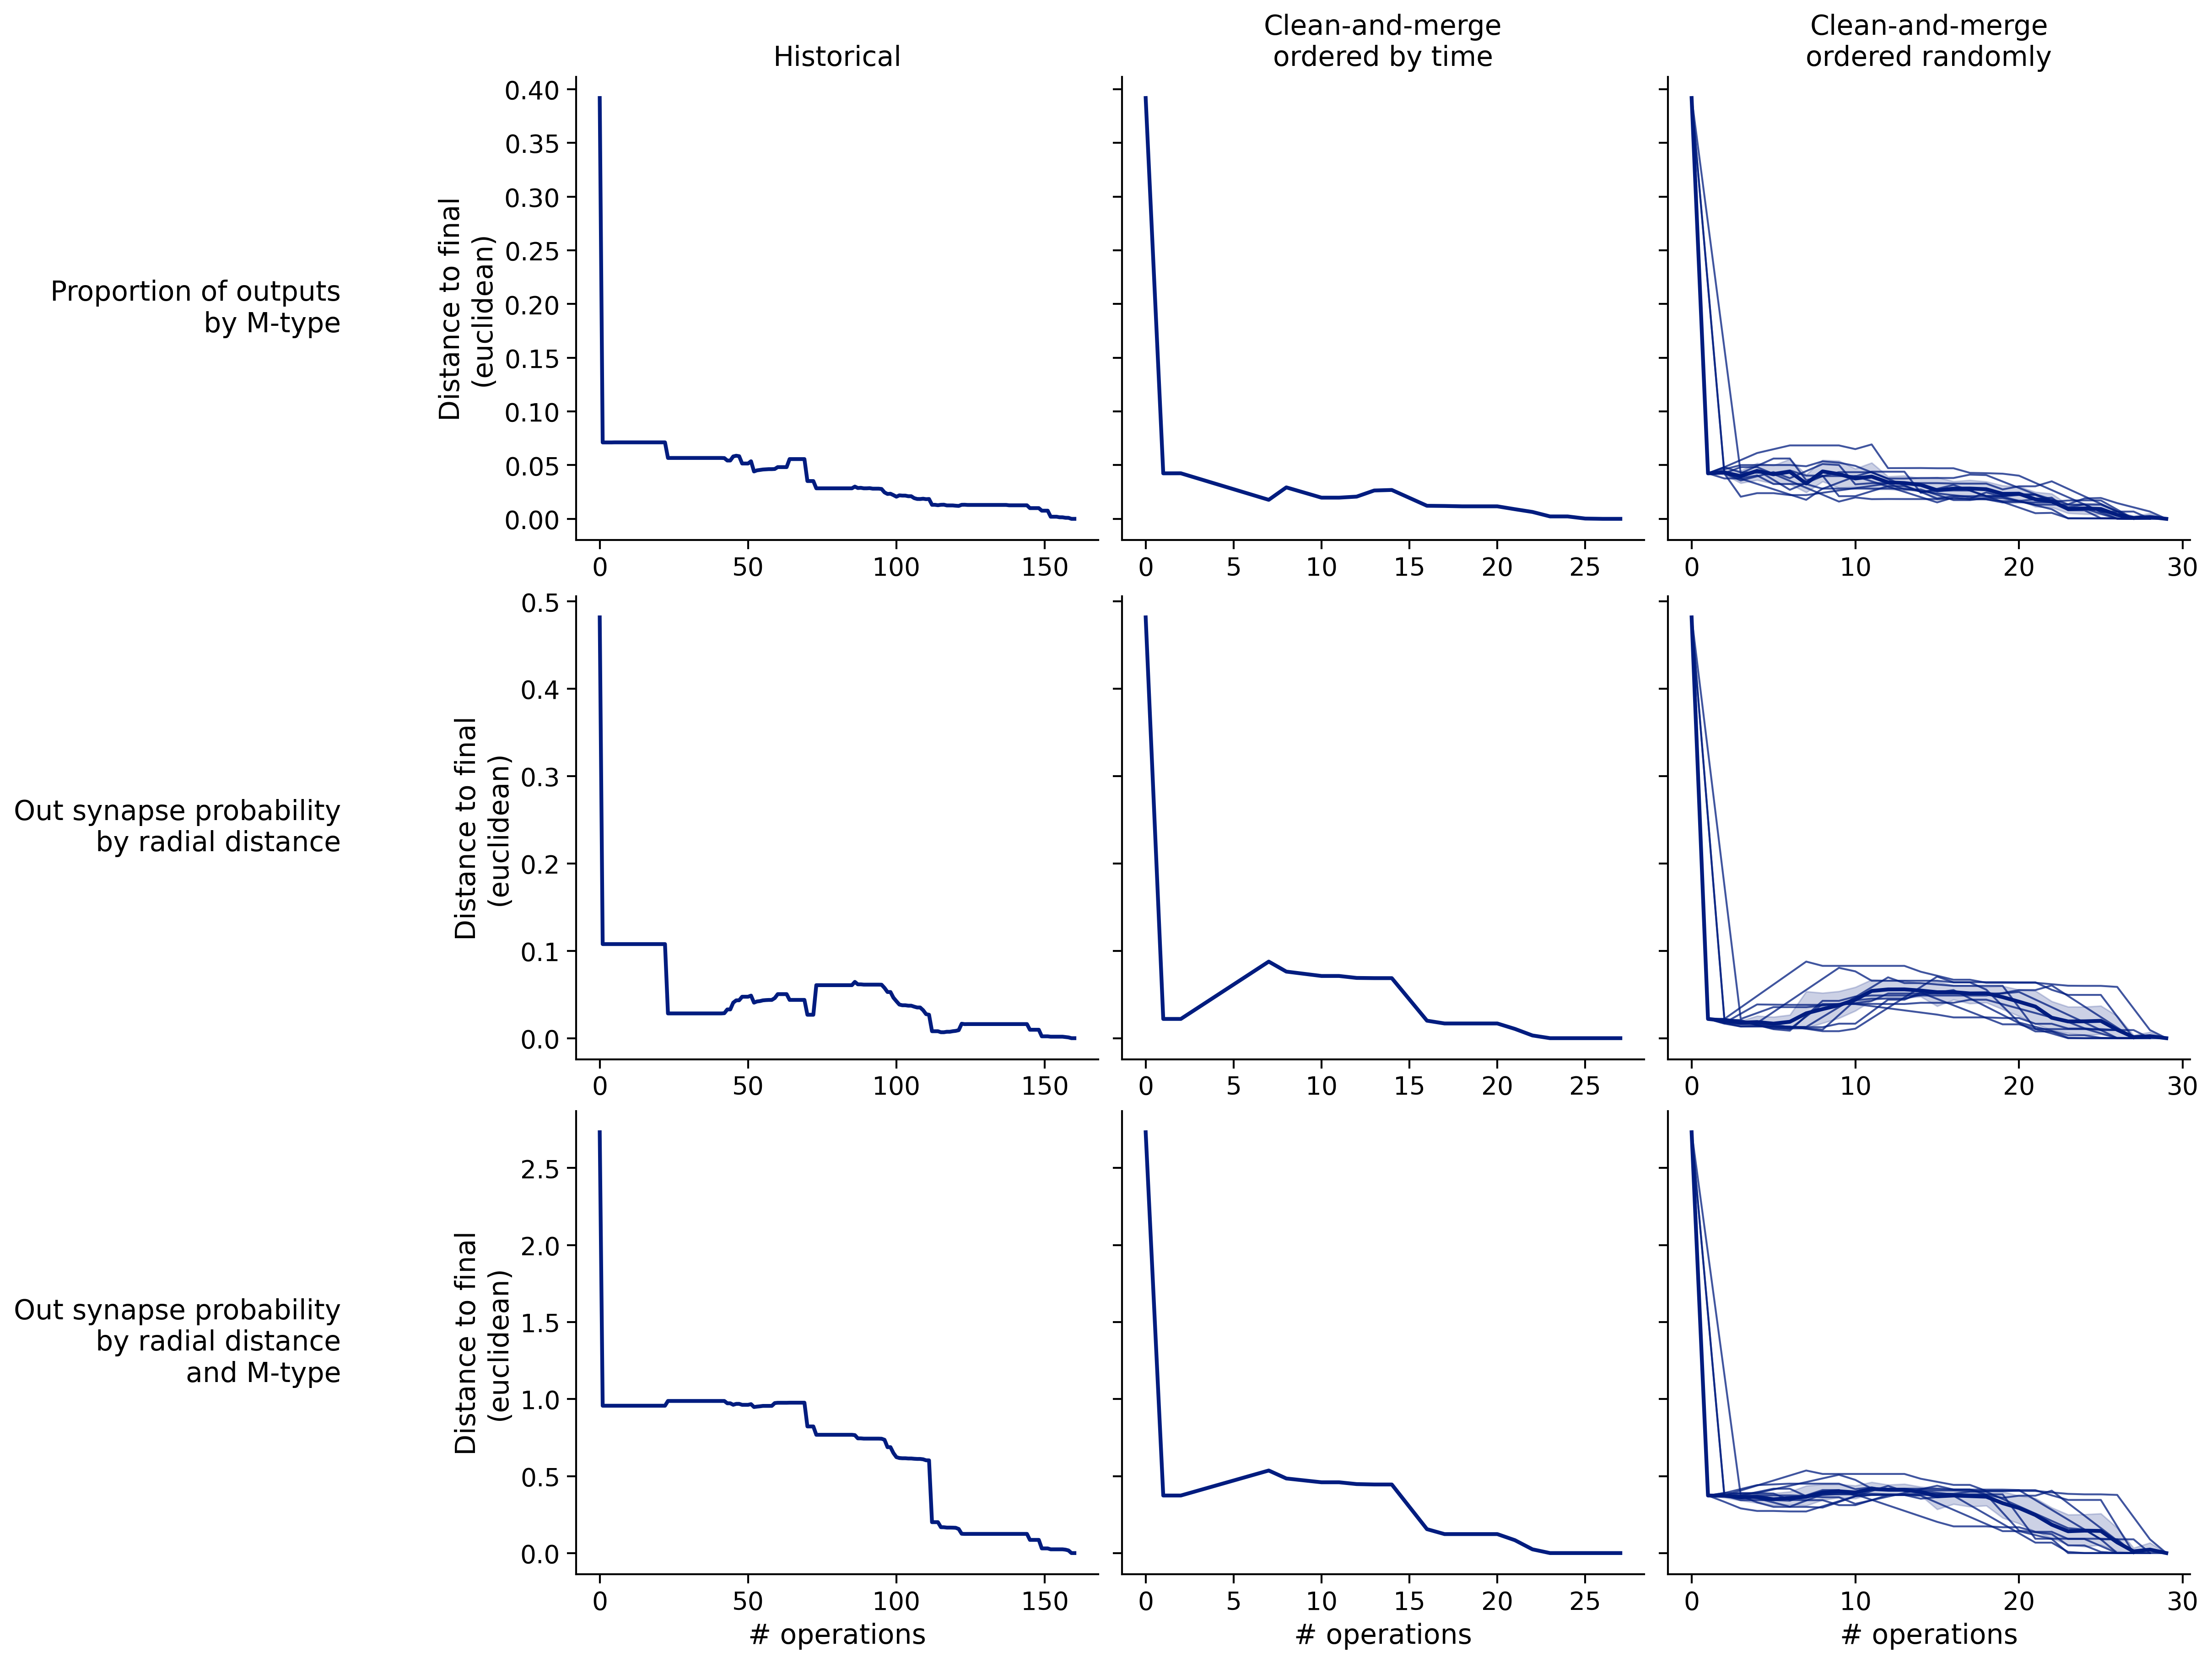 Historical
Clean-and-merge
ordered by time
Clean-and-merge
ordered randomly
Proportion of outputs
by M-type
Distance to final
(euclidean)
0.40
0.35
0.30
0.25
0.20
0.15
0.10
0.05
0.00
0 50 100 150
0 5 10 15 20 25
0 10 20 30
Out synapse probability
by radial distance
Distance to final
(euclidean)
0.5
0.4
0.3
0.2
0.1
0.0
0 50 100 150
0 5 10 15 20 25
0 10 20 30
Out synapse probability
by radial distance
and M-type
Distance to final
(euclidean)
2.5
2.0
1.5
1.0
0.5
0.0
0 50 100 150
0 5 10 15 20 25
0 10 20 30
# operations
# operations
# operations